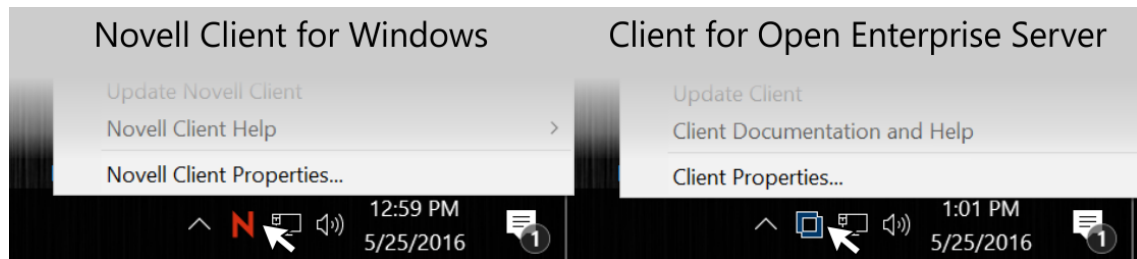 Novell Client for Windows
Update Novell Client
Novell Client Help
Novell Client Properties...
N
12:59 PM
5/25/2016
1
Client for Open Enterprise Server
Update Client
Client Documentation and Help
Client Properties...
1:01 PM
5/25/2016
1